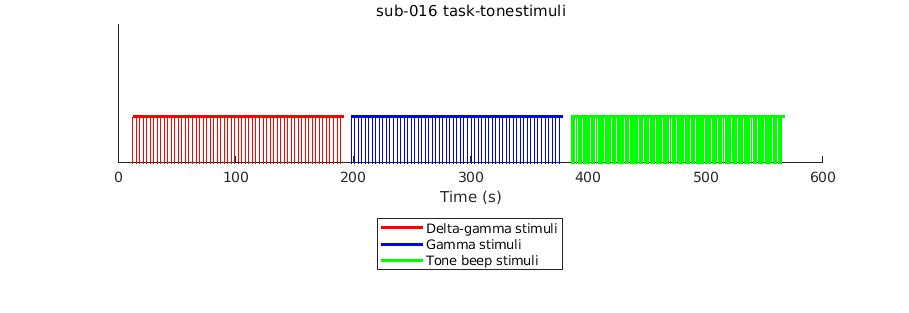 sub-016 task-tonestimuli
0 100 200 300 400 500 600
Time (s)
Delta-gamma stimuli
Gamma stimuli
Tone beep stimuli